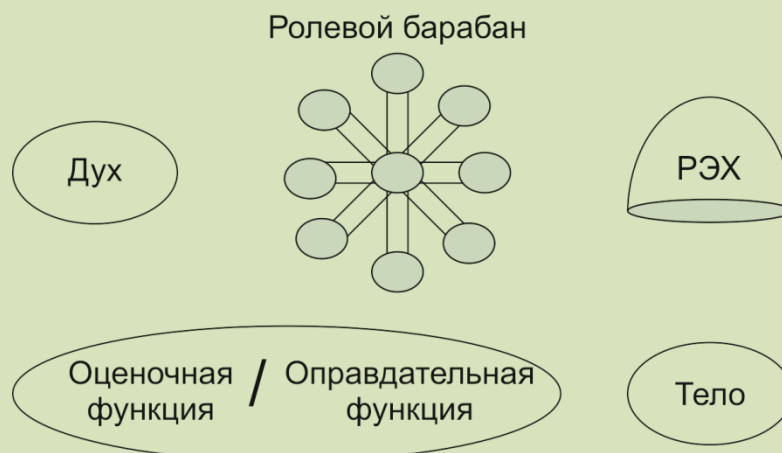 Ролевой барабан
Дух
РЭХ
Оценочная / Оправдательная
функция функция
Тело